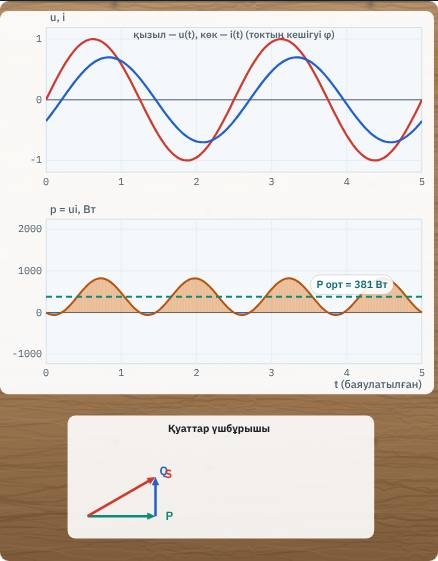 u, i
қызыл — u(t), көк — i(t) (токтың кешігуі φ)
1
0
-1
0 1 2 3 4 5
p = ui, Вт
2000
1000
P орт = 381 Вт
0
-1000
0 1 2 3 4 5
t (баяулатылған)
Қуаттар үшбұрышы
Q
S
P